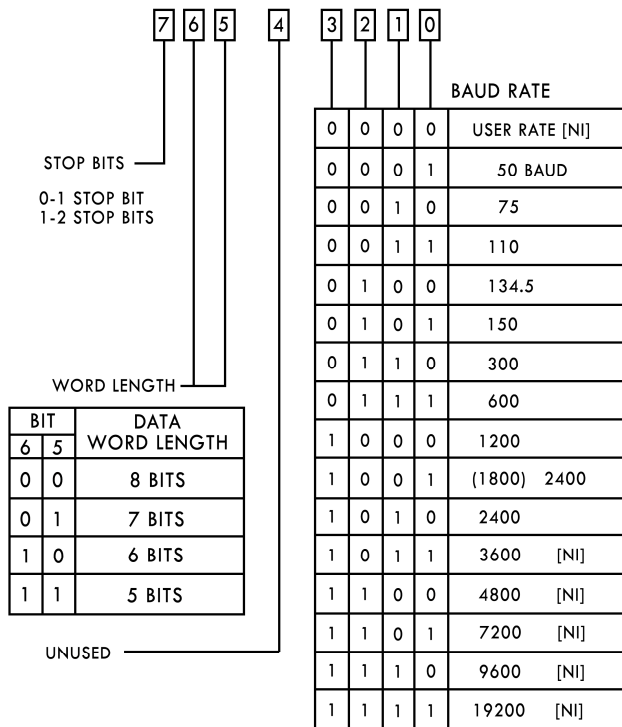 7 6 5 4 3 2 1 0
BAUD RATE
0 0 0 0 USER RATE [NI]
0 0 0 1 50 BAUD
0 0 1 0 75
0 0 1 1 110
0 1 0 0 134.5
0 1 0 1 150
0 1 1 0 300
0 1 1 1 600
1 0 0 0 1200
1 0 0 1 (1800) 2400
1 0 1 0 2400
1 0 1 1 3600 [NI]
1 1 0 0 4800 [NI]
1 1 0 1 7200 [NI]
1 1 1 0 9600 [NI]
1 1 1 1 19200 [NI]
STOP BITS
0-1 STOP BIT
1-2 STOP BITS
WORD LENGTH
BIT DATA
6 5 WORD LENGTH
0 0 8 BITS
0 1 7 BITS
1 0 6 BITS
1 1 5 BITS
UNUSED